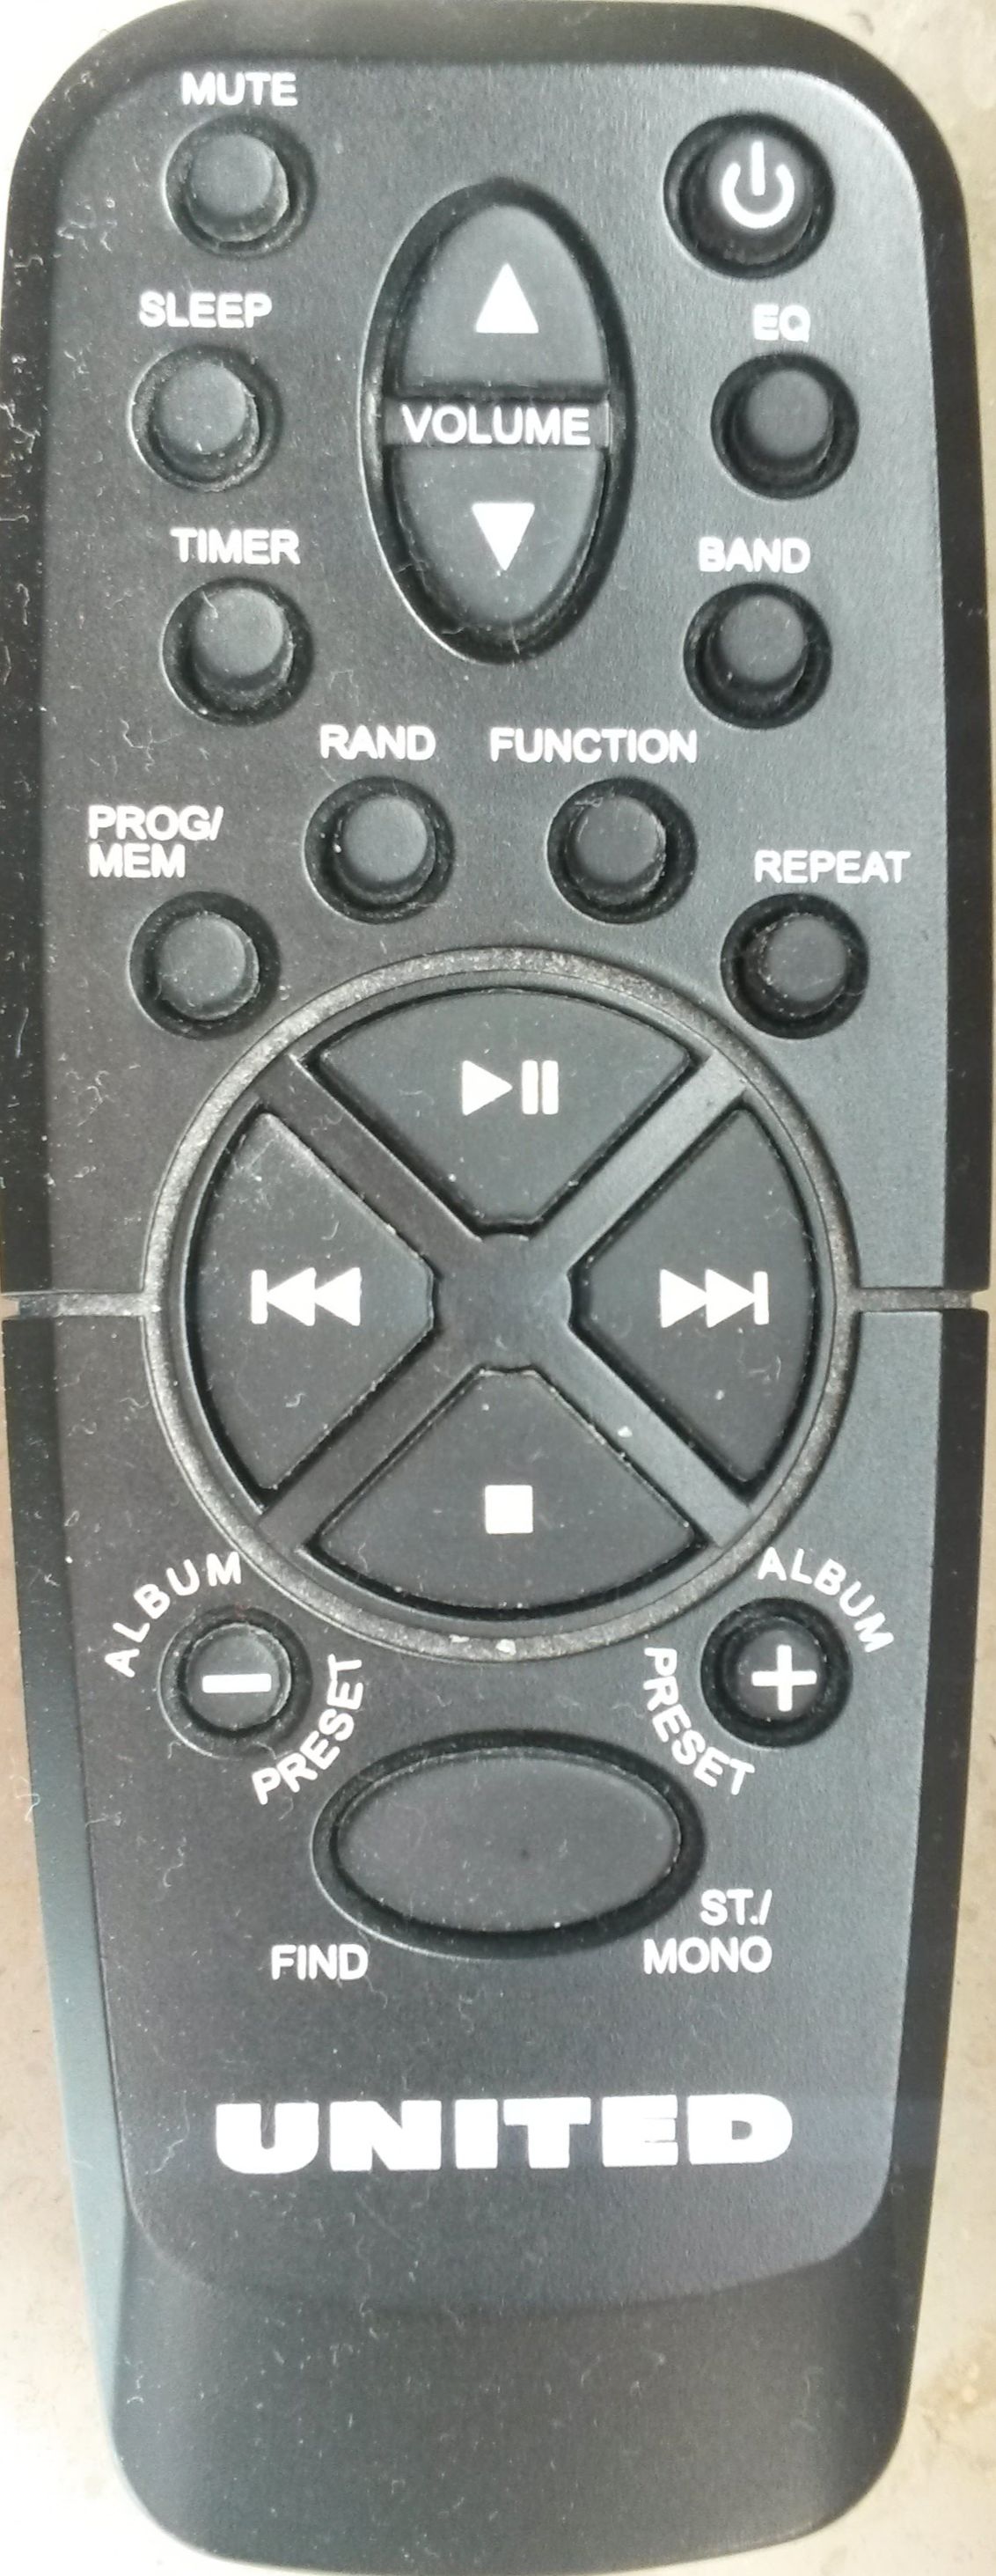 MUTE
SLEEP
EQ
VOLUME
TIMER
BAND
RAND
FUNCTION
PROG/
MEM
REPEAT
ALBUM
ALBUM
PRESET
PRESET
FIND
ST./
MONO
UNITED